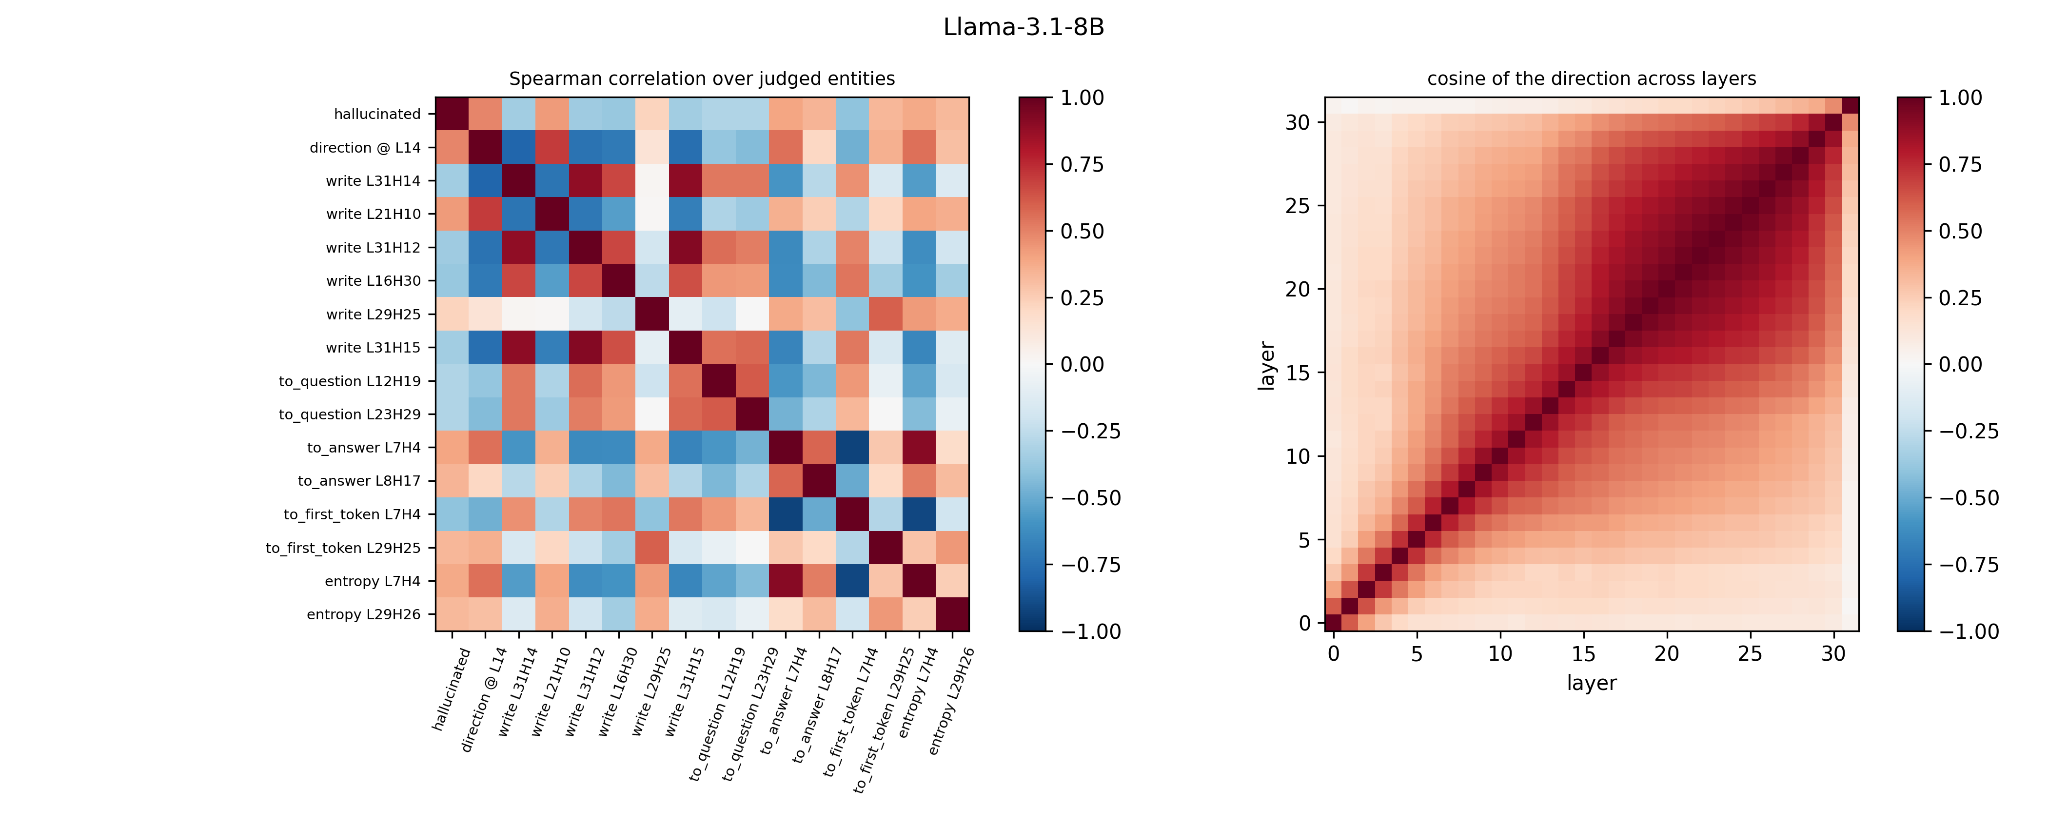 Llama-3.1-8B
Spearman correlation over judged entities
hallucinated
direction @ L14
write L31H14
write L21H10
write L31H12
write L16H30
write L29H25
write L31H15
to_question L12H19
to_question L23H29
to_answer L7H4
to_answer L8H17
to_first_token L7H4
to_first_token L29H25
entropy L7H4
entropy L29H26
hallucinated
direction @ L14
write L31H14
write L21H10
write L31H12
write L16H30
write L29H25
write L31H15
to_question L12H19
to_question L23H29
to_answer L7H4
to_answer L8H17
to_first_token L7H4
to_first_token L29H25
entropy L7H4
entropy L29H26
1.00
0.75
0.50
0.25
0.00
−0.25
−0.50
−0.75
−1.00
cosine of the direction across layers
layer
30
25
20
15
10
5
0
0 5 10 15 20 25 30
layer
1.00
0.75
0.50
0.25
0.00
−0.25
−0.50
−0.75
−1.00